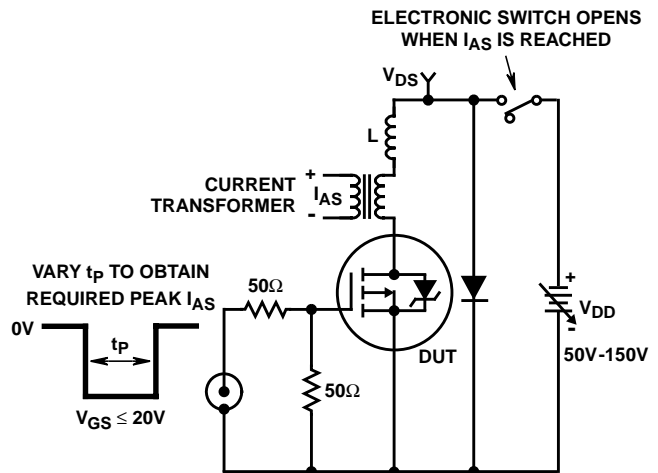 ELECTRONIC SWITCH OPENS
WHEN IAS IS REACHED
VDS
L
CURRENT
TRANSFORMER
+
IAS
-
VARY tP TO OBTAIN
REQUIRED PEAK IAS
0V
tP
VGS ≤ 20V
50Ω
50Ω
DUT
+
VDD
-
50V-150V